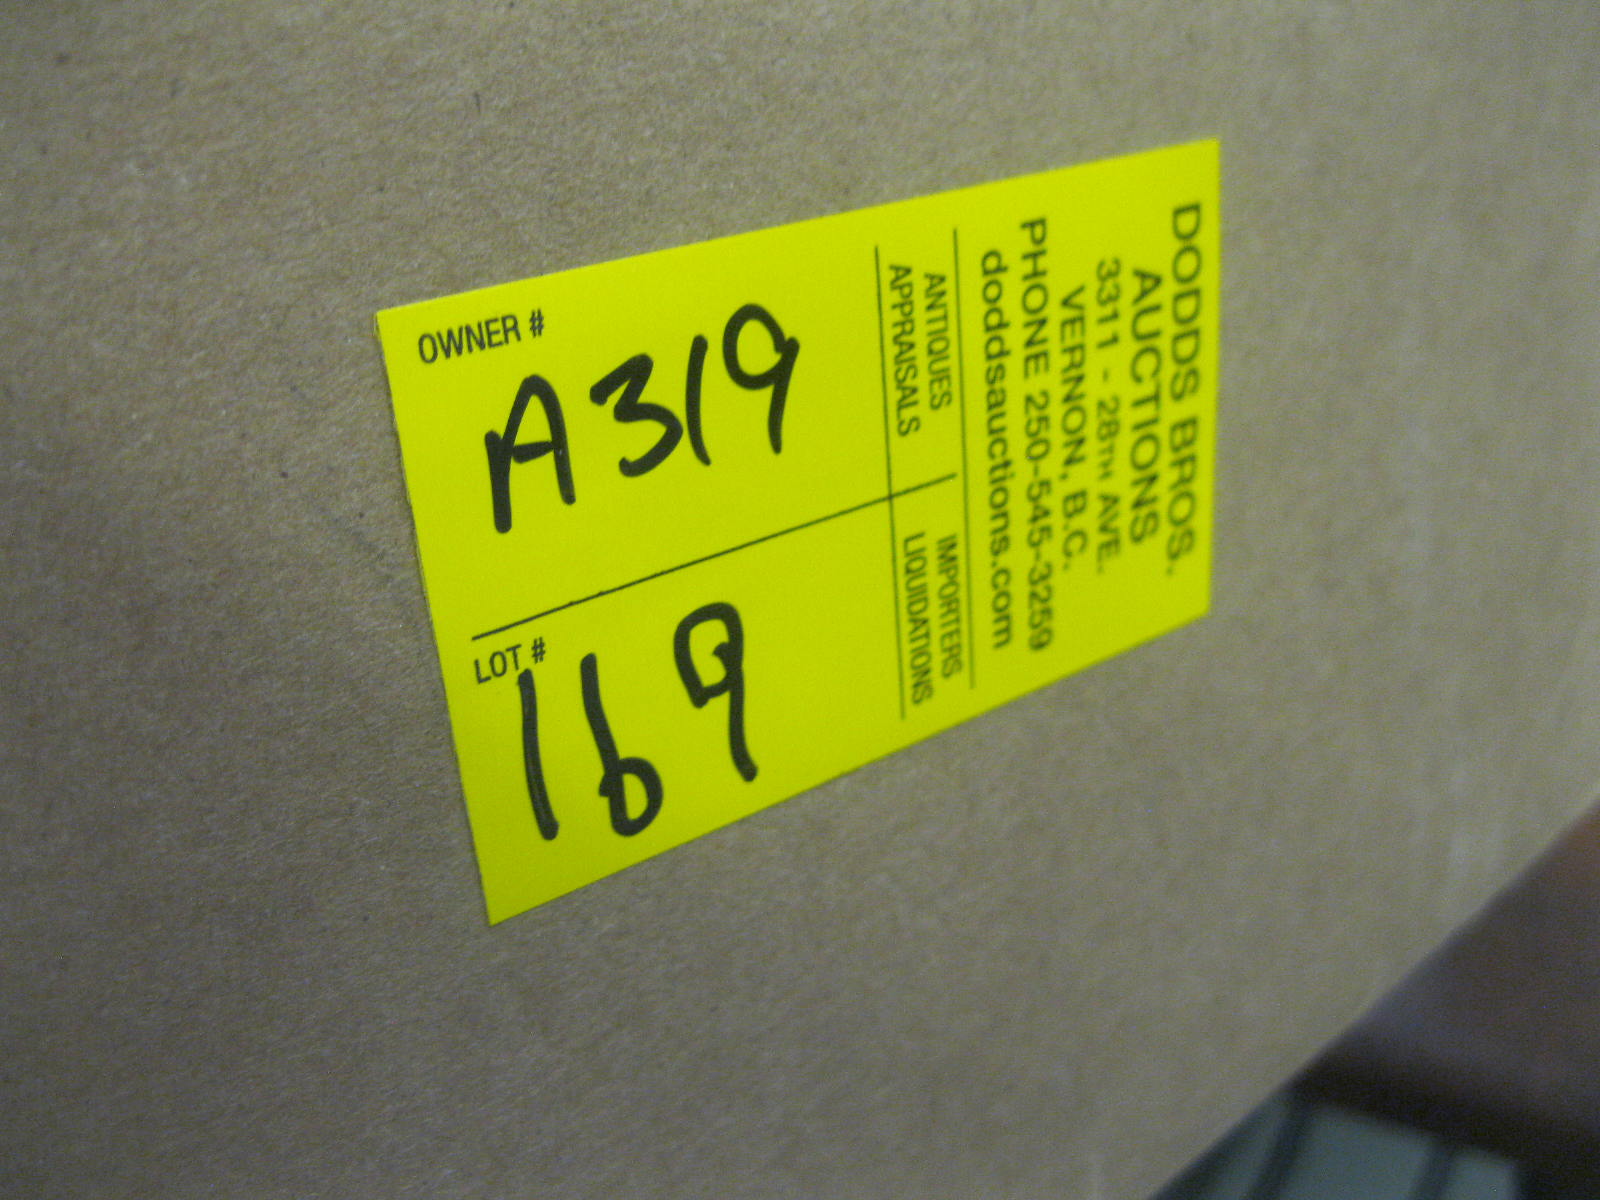 DODDS BROS.
AUCTIONS
3311 - 28TH AVE.
VERNON, B.C.
PHONE 250-545-3259
doddsauctions.com
ANTIQUES IMPORTERS
APPRAISALS LIQUIDATIONS
OWNER #
A319
LOT #
169